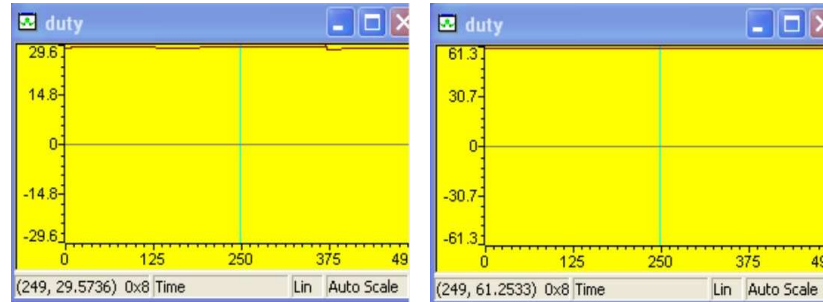 duty
29.6
14.8
0
-14.8
-29.6
0 125 250 375 49
(249, 29.5736) 0x8 Time Lin Auto Scale
duty
61.3
30.7
0
-30.7
-61.3
0 125 250 375 49
(249, 61.2533) 0x8 Time Lin Auto Scale